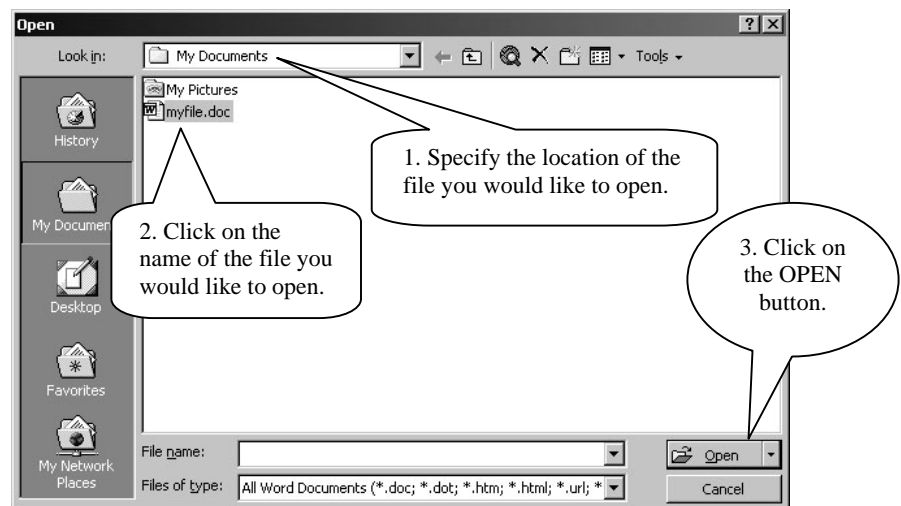 Open
Look in:
My Documents
Tools
My Pictures
myfile.doc
History
1. Specify the location of the
file you would like to open.
My Documen
2. Click on the
name of the file you
would like to open.
3. Click on
the OPEN
button.
Desktop
Favorites
My Network
Places
File name:
Open
Files of type:
All Word Documents (*.doc; *.dot; *.htm; *.html; *.url; *
Cancel